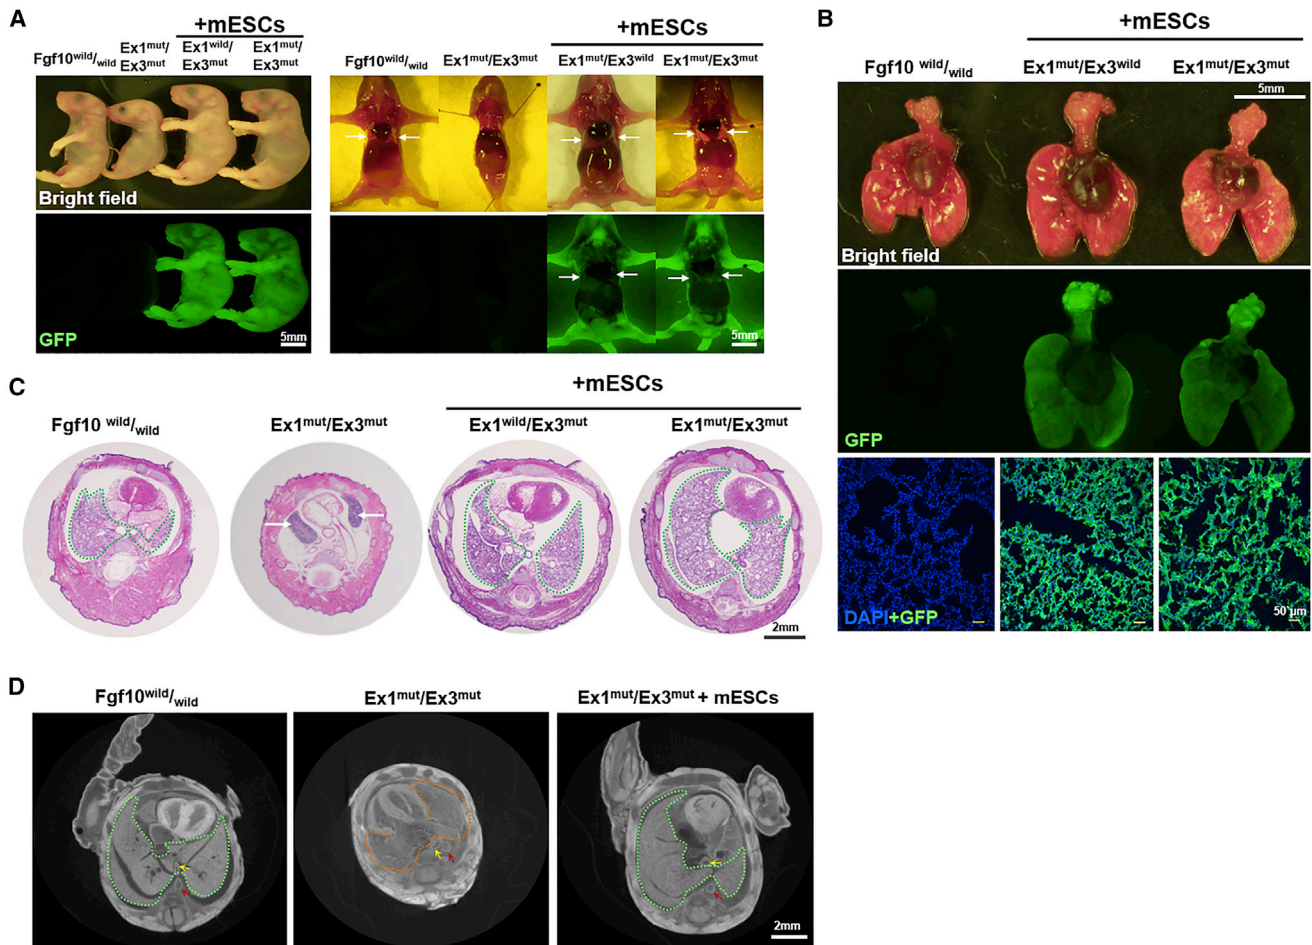 A
+mESCs
Fgf10wild/wild
Ex1mut/
Ex3mut
Ex1wild/
Ex3mut
Ex1mut/
Ex3mut
Bright field
GFP
5mm
+mESCs
Fgf10wild/wild
Ex1mut/Ex3mut
Ex1mut/Ex3wild
Ex1mut/Ex3mut
5mm
B
+mESCs
Fgf10 wild/wild
Ex1mut/Ex3wild
Ex1mut/Ex3mut
5mm
Bright field
GFP
DAPI+GFP
50 µm
C
+mESCs
Fgf10 wild/wild
Ex1mut/Ex3mut
Ex1wild/Ex3mut
Ex1mut/Ex3mut
2mm
D
Fgf10wild/wild
Ex1mut/Ex3mut
Ex1mut/Ex3mut + mESCs
2mm